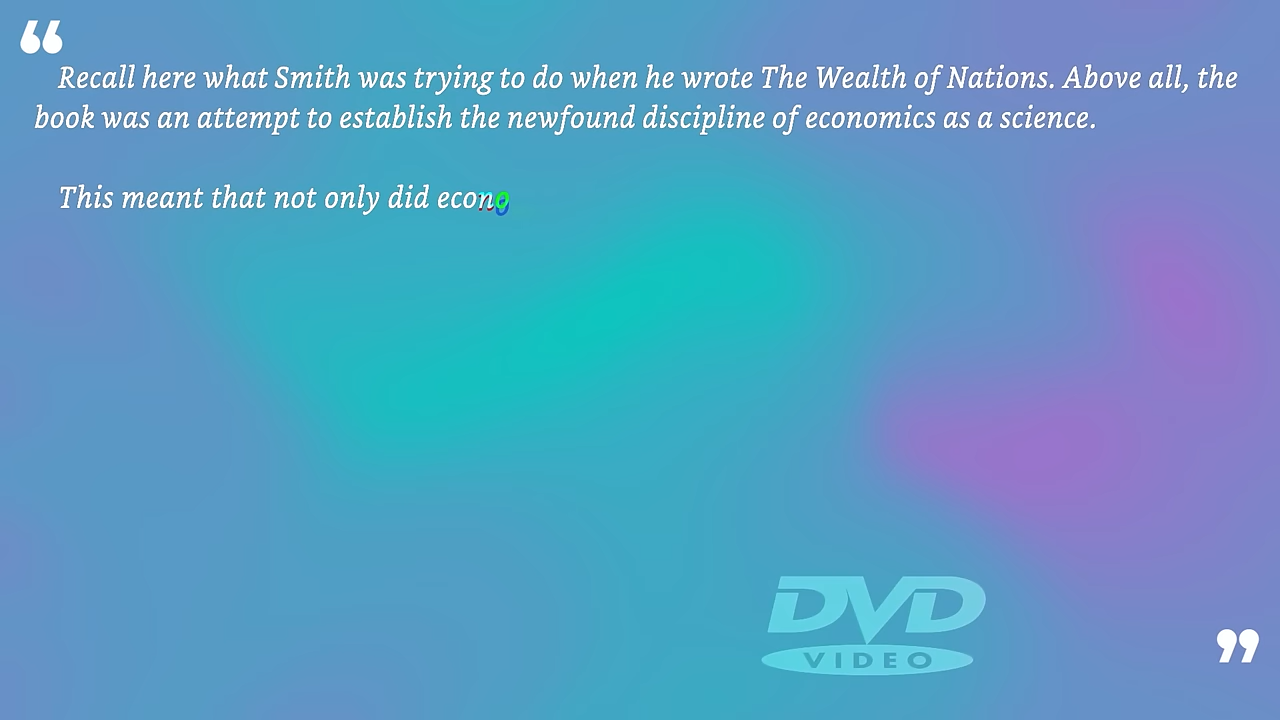 “
Recall here what Smith was trying to do when he wrote The Wealth of Nations. Above all, the
book was an attempt to establish the newfound discipline of economics as a science.
This meant that not only did econo
DVD
VIDEO
”